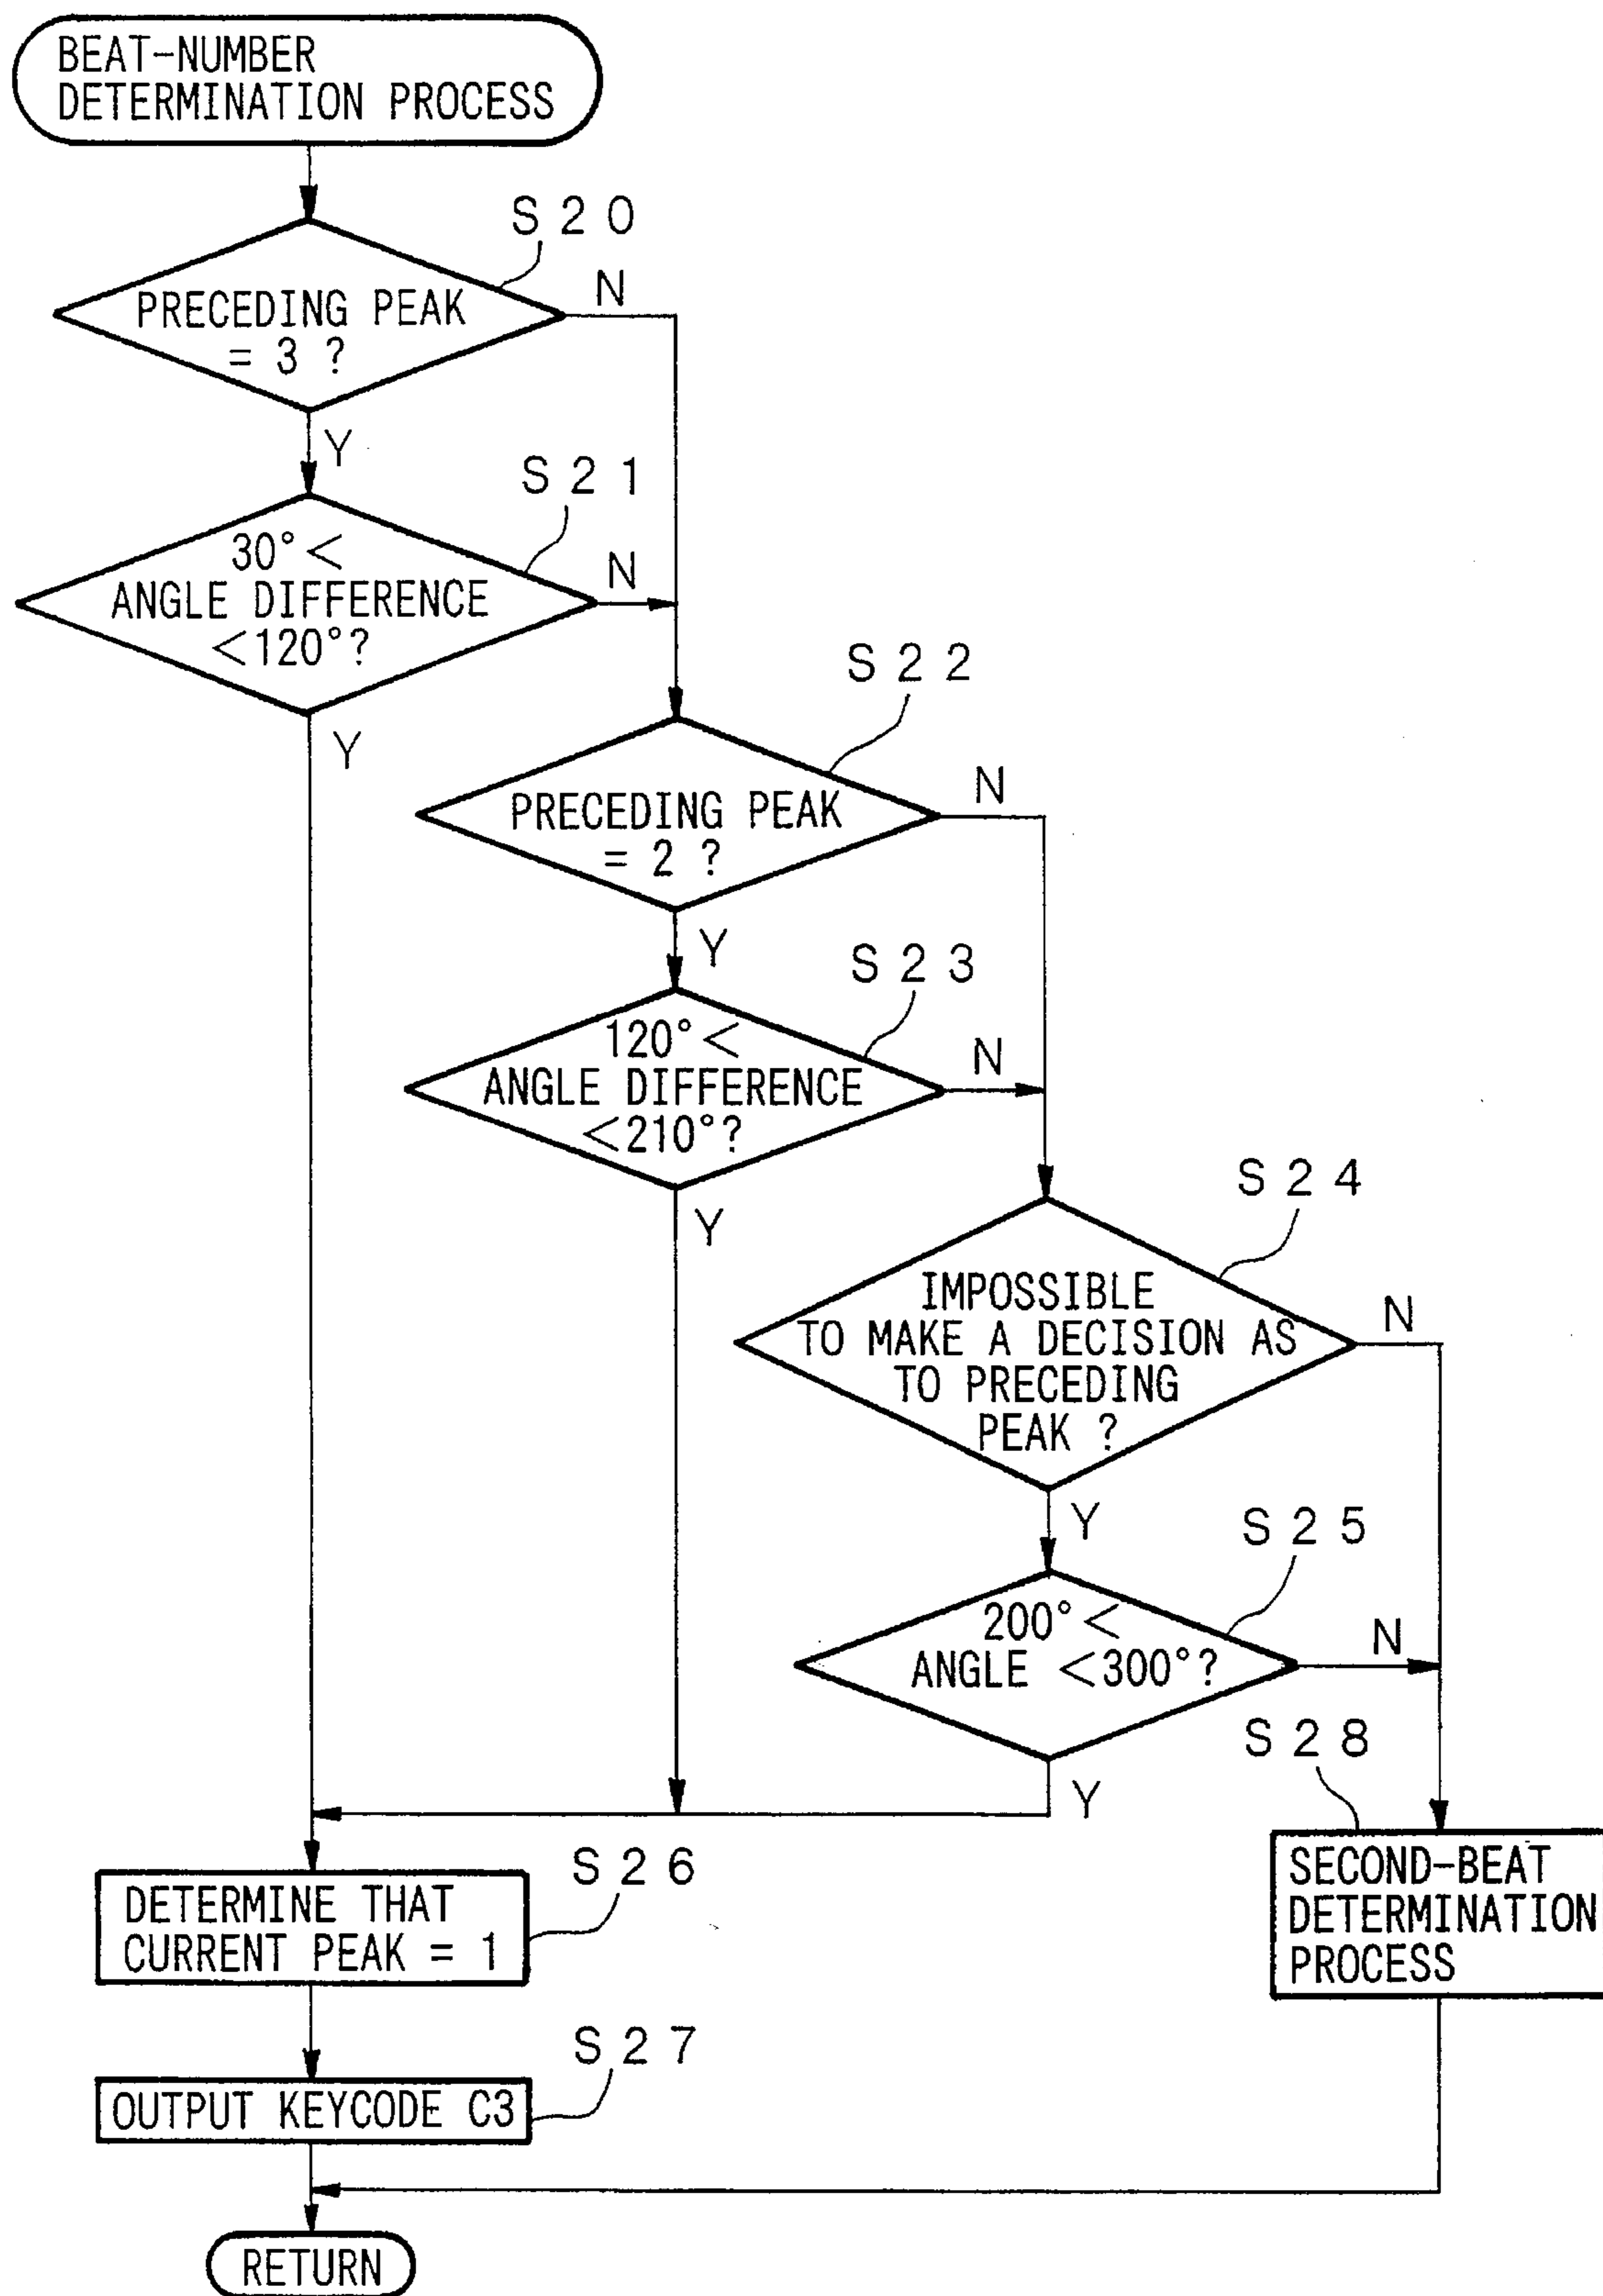 BEAT-NUMBER
DETERMINATION PROCESS
S20
PRECEDING PEAK
= 3 ?
N
Y
S21
30°<
ANGLE DIFFERENCE
<120°?
N
Y
S22
PRECEDING PEAK
= 2 ?
N
Y
S23
120°<
ANGLE DIFFERENCE
<210°?
N
Y
S24
IMPOSSIBLE
TO MAKE A DECISION AS
TO PRECEDING
PEAK ?
N
Y
S25
200°<
ANGLE <300°?
N
Y
S28
SECOND-BEAT
DETERMINATION
PROCESS
S26
DETERMINE THAT
CURRENT PEAK = 1
S27
OUTPUT KEYCODE C3
RETURN